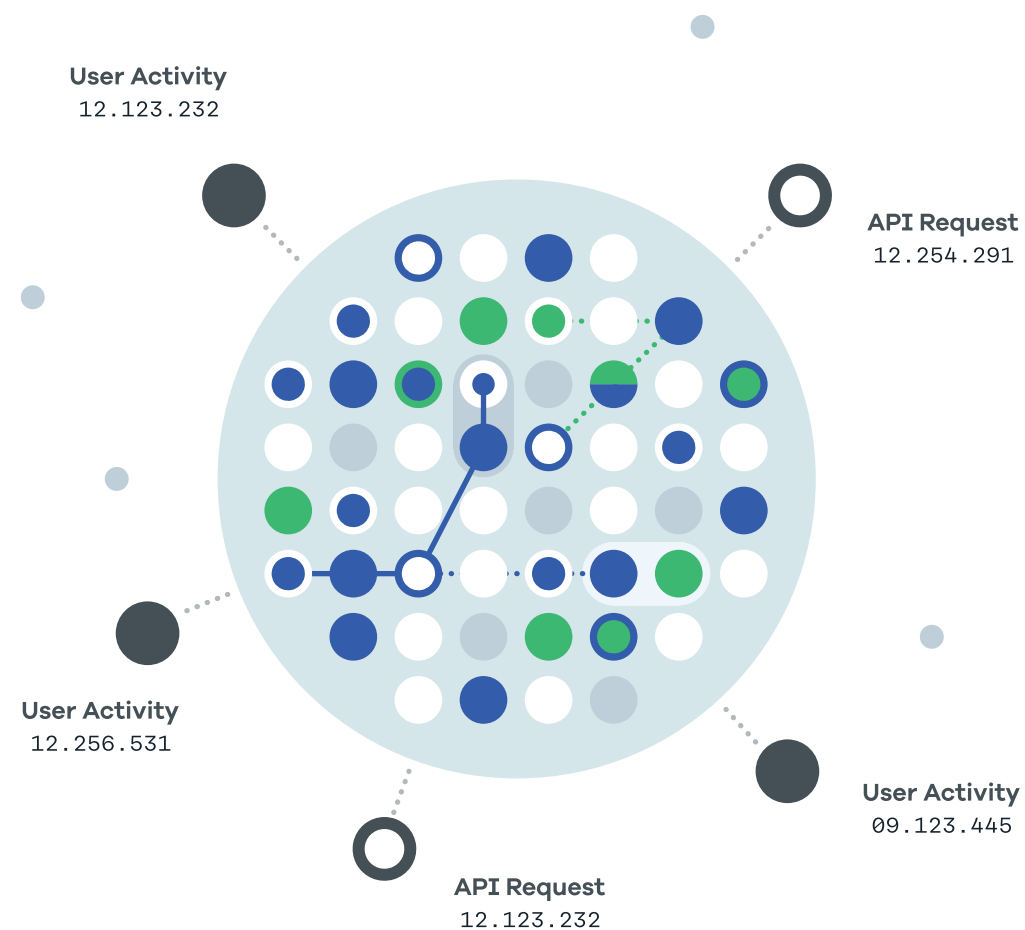 User Activity
12.123.232
API Request
12.254.291
User Activity
12.256.531
User Activity
09.123.445
API Request
12.123.232